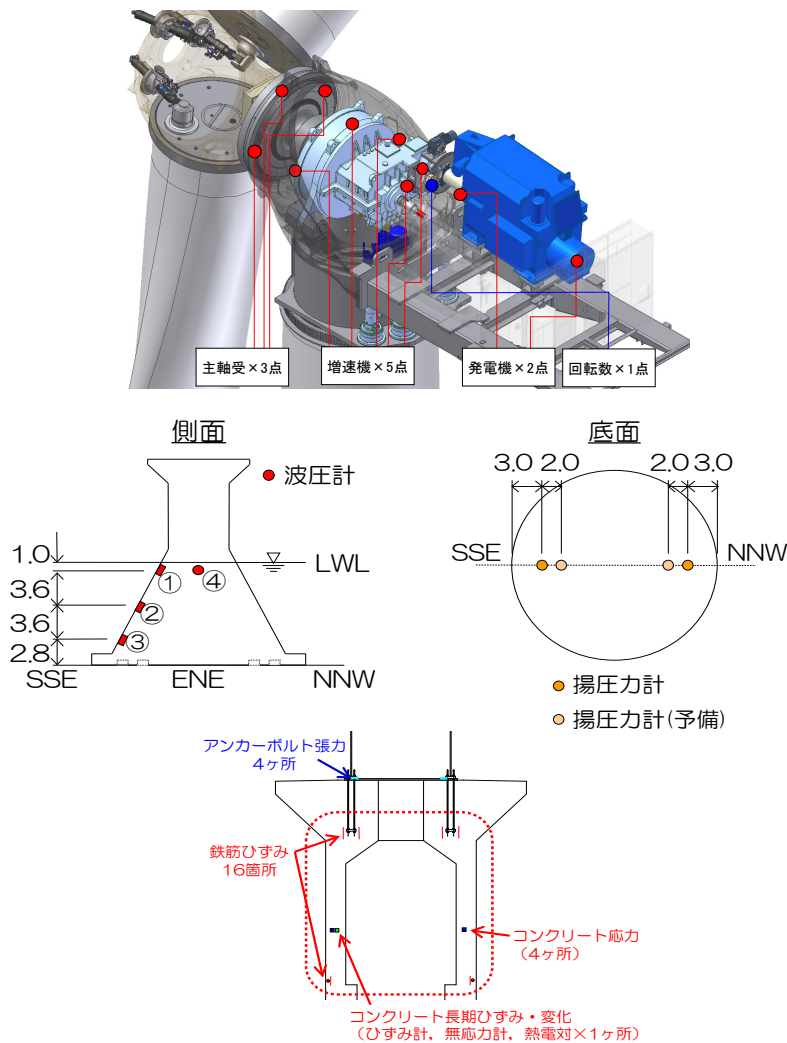 主軸受×3点
増速機×5点
発電機×2点
回転数×1点
側面
波圧計
1.0
3.6
3.6
2.8
LWL
①
④
②
③
SSE
ENE
NNW
底面
3.0
2.0
2.0
3.0
SSE
NNW
揚圧力計
揚圧力計(予備)
アンカーボルト張力
4ヶ所
鉄筋ひずみ
16箇所
コンクリート応力
(4ヶ所)
コンクリート長期ひずみ・変化
(ひずみ計，無応力計，熱電対×1ヶ所)